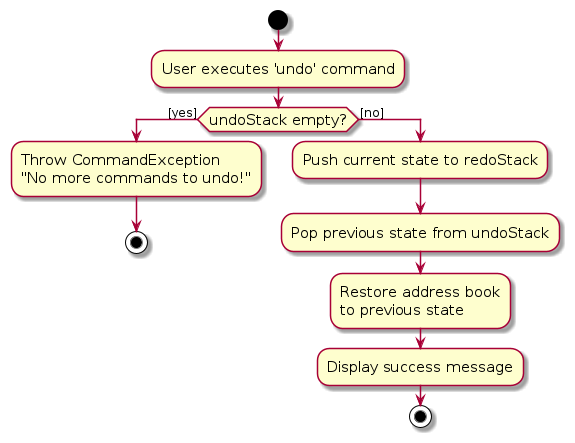 User executes 'undo' command
[yes]
undoStack empty?
[no]
Throw CommandException
"No more commands to undo!"
Push current state to redoStack
Pop previous state from undoStack
Restore address book
to previous state
Display success message